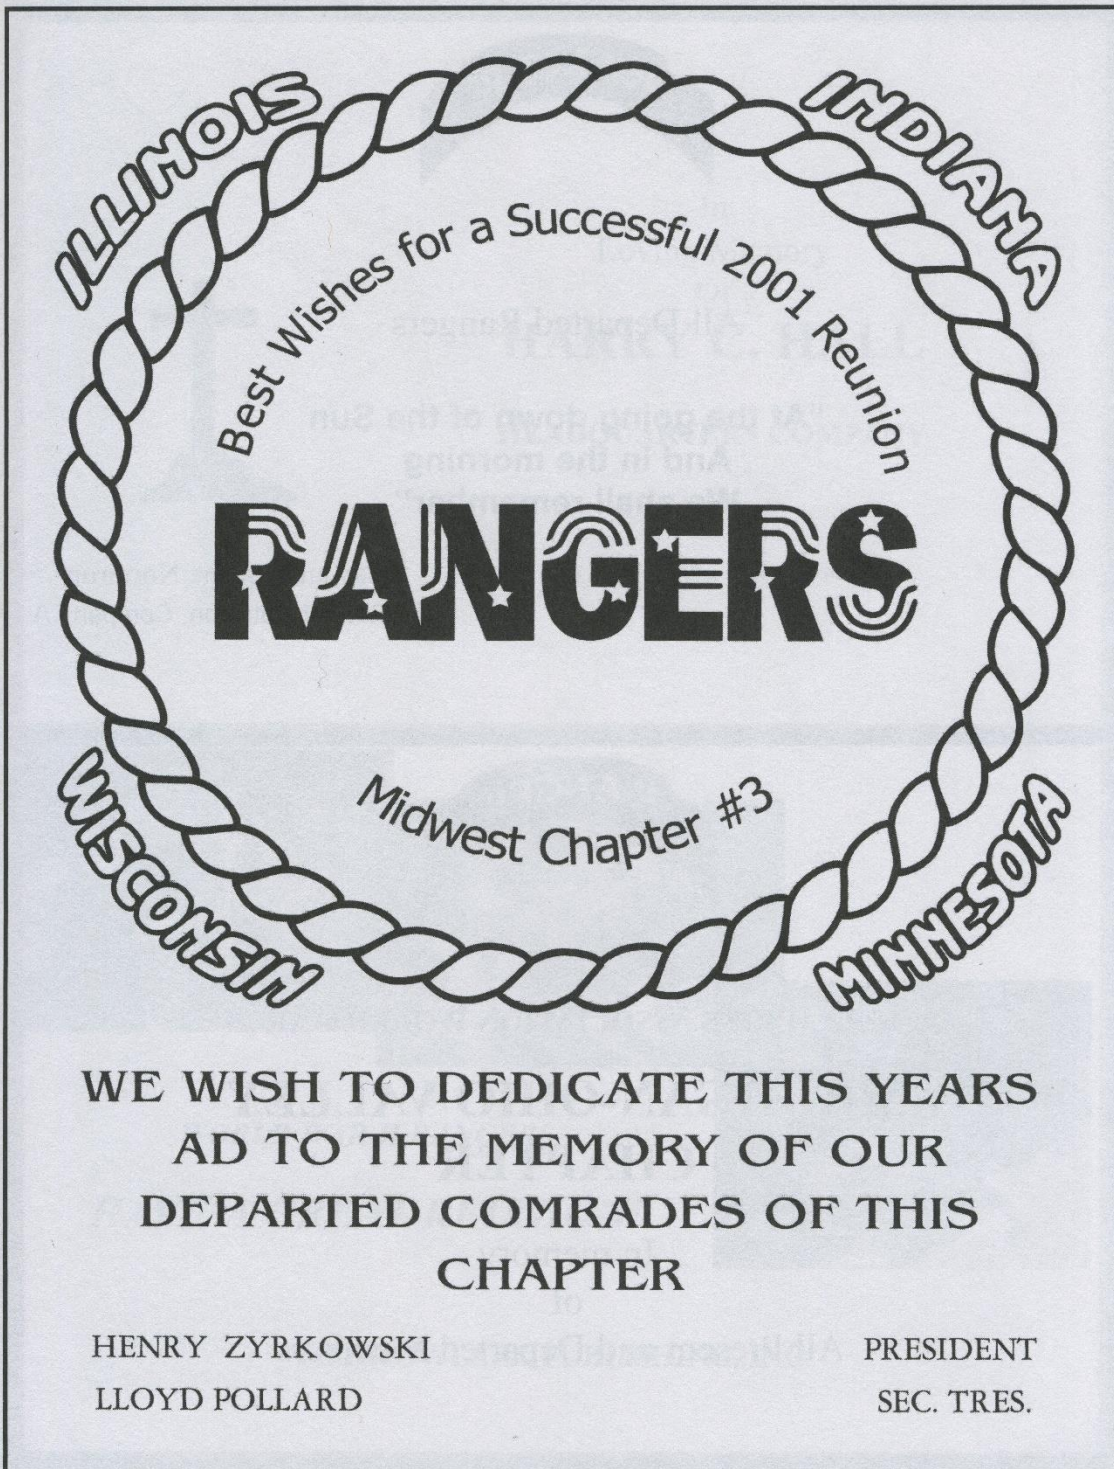 ILLINOIS
INDIANA
Best Wishes for a Successful 2001 Reunion
RANGERS
Midwest Chapter #3
WISCONSIN
MINNESOTA
WE WISH TO DEDICATE THIS YEARS
AD TO THE MEMORY OF OUR
DEPARTED COMRADES OF THIS
CHAPTER
HENRY ZYRKOWSKI PRESIDENT
LLOYD POLLARD SEC. TRES.